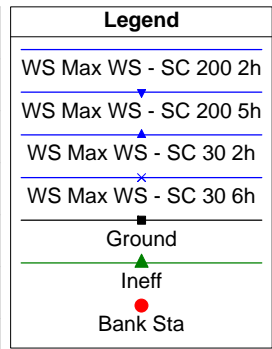 Legend
WS Max WS - SC 200 2h
WS Max WS - SC 200 5h
WS Max WS - SC 30 2h
WS Max WS - SC 30 6h
Ground
Ineff
Bank Sta